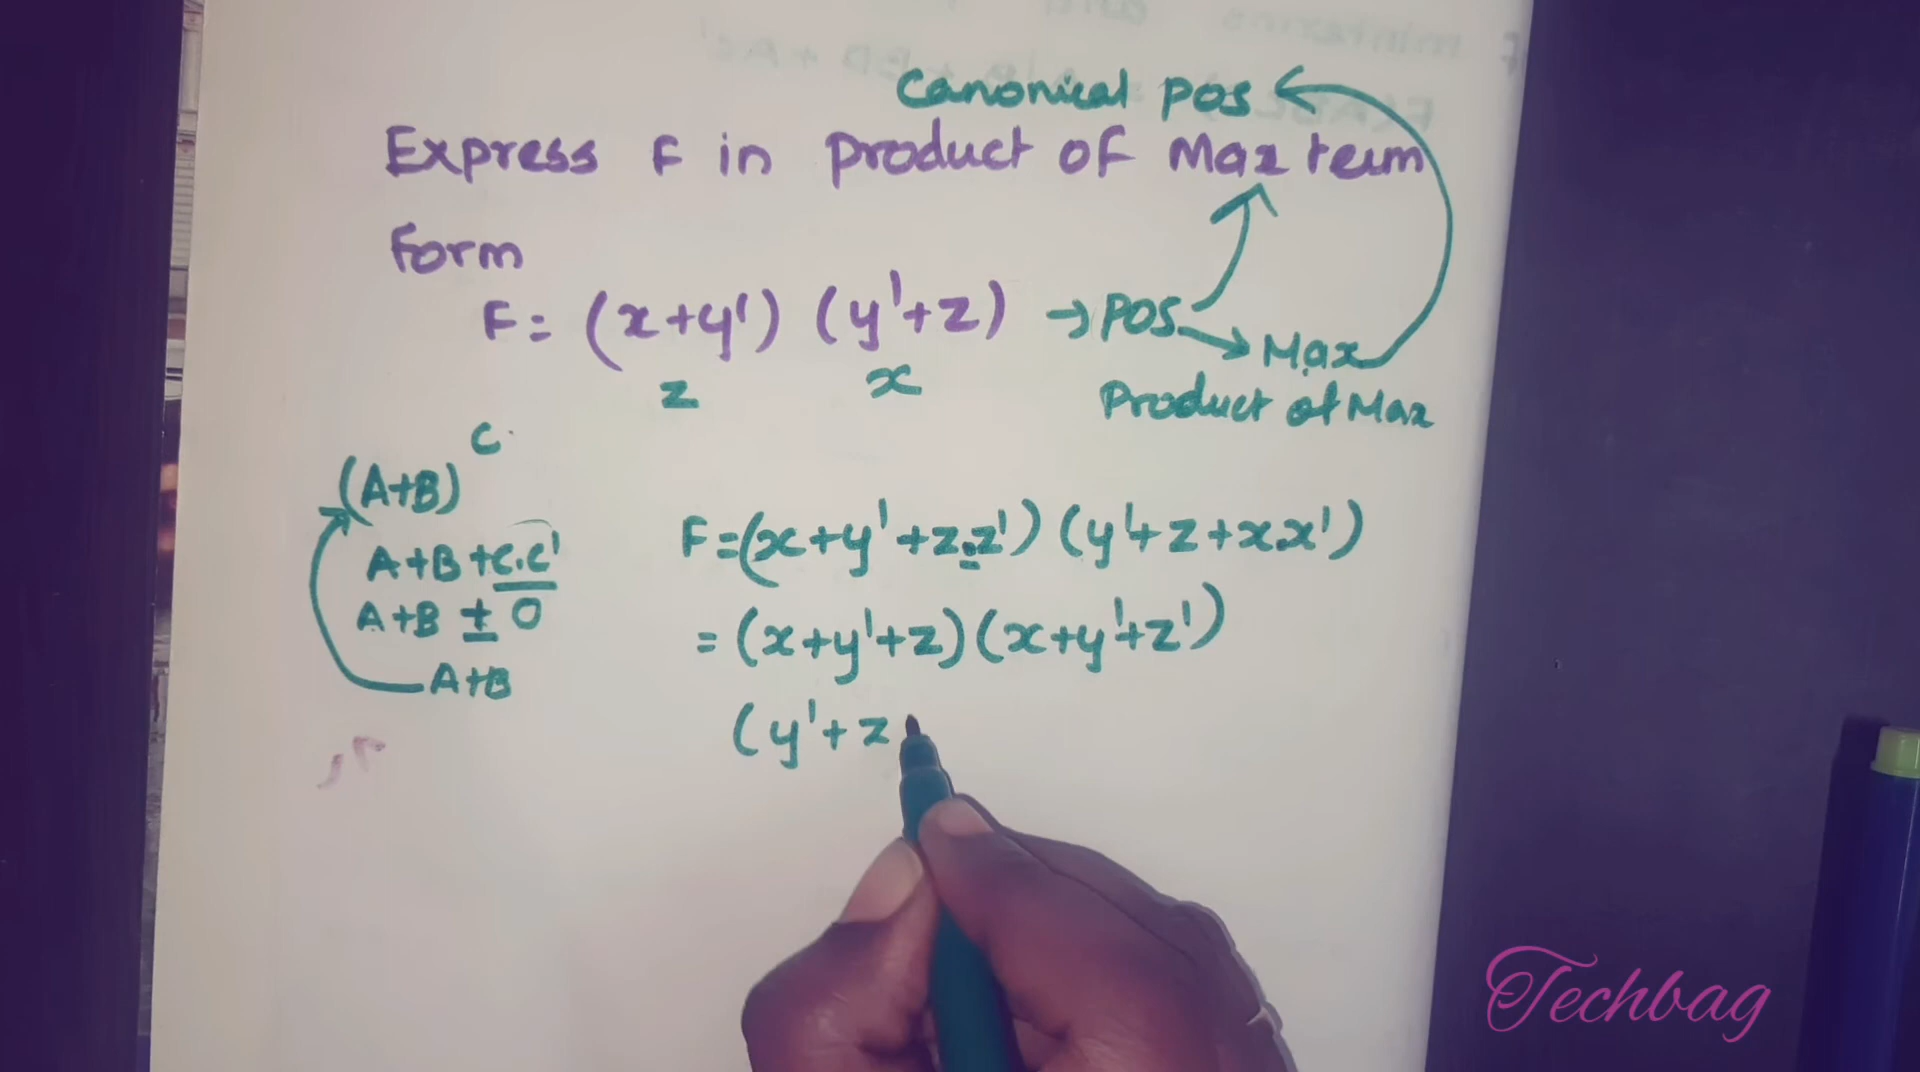 Canonical POS
Express F in product of Max term
form
F = (x+y') (y'+z) → POS
Max
z x
Product of Max
C
(A+B)
A+B+C.C'
A+B + 0
A+B
F=(x+y'+z.z') (y'+z+x.x')
= (x+y'+z)(x+y'+z')
(y'+z
Techbag